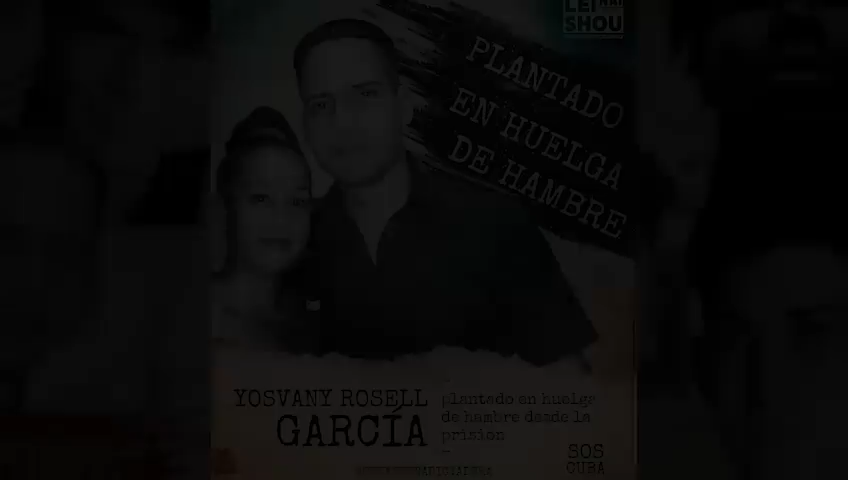 LEI
SHOU
PLANTADO
EN HUELGA
DE HAMBRE
YOSVANY ROSELL
GARCÍA
plantado en huelga
de hambre desde la
prision
SOS
CUBA